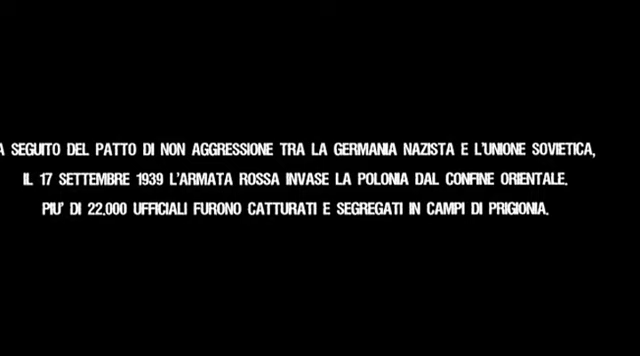 A SEGUITO DEL PATTO DI NON AGGRESSIONE TRA LA GERMANIA NAZISTA E L'UNIONE SOVIETICA,
IL 17 SETTEMBRE 1939 L'ARMATA ROSSA INVASE LA POLONIA DAL CONFINE ORIENTALE.
PIU' DI 22.000 UFFICIALI FURONO CATTURATI E SEGREGATI IN CAMPI DI PRIGIONIA.